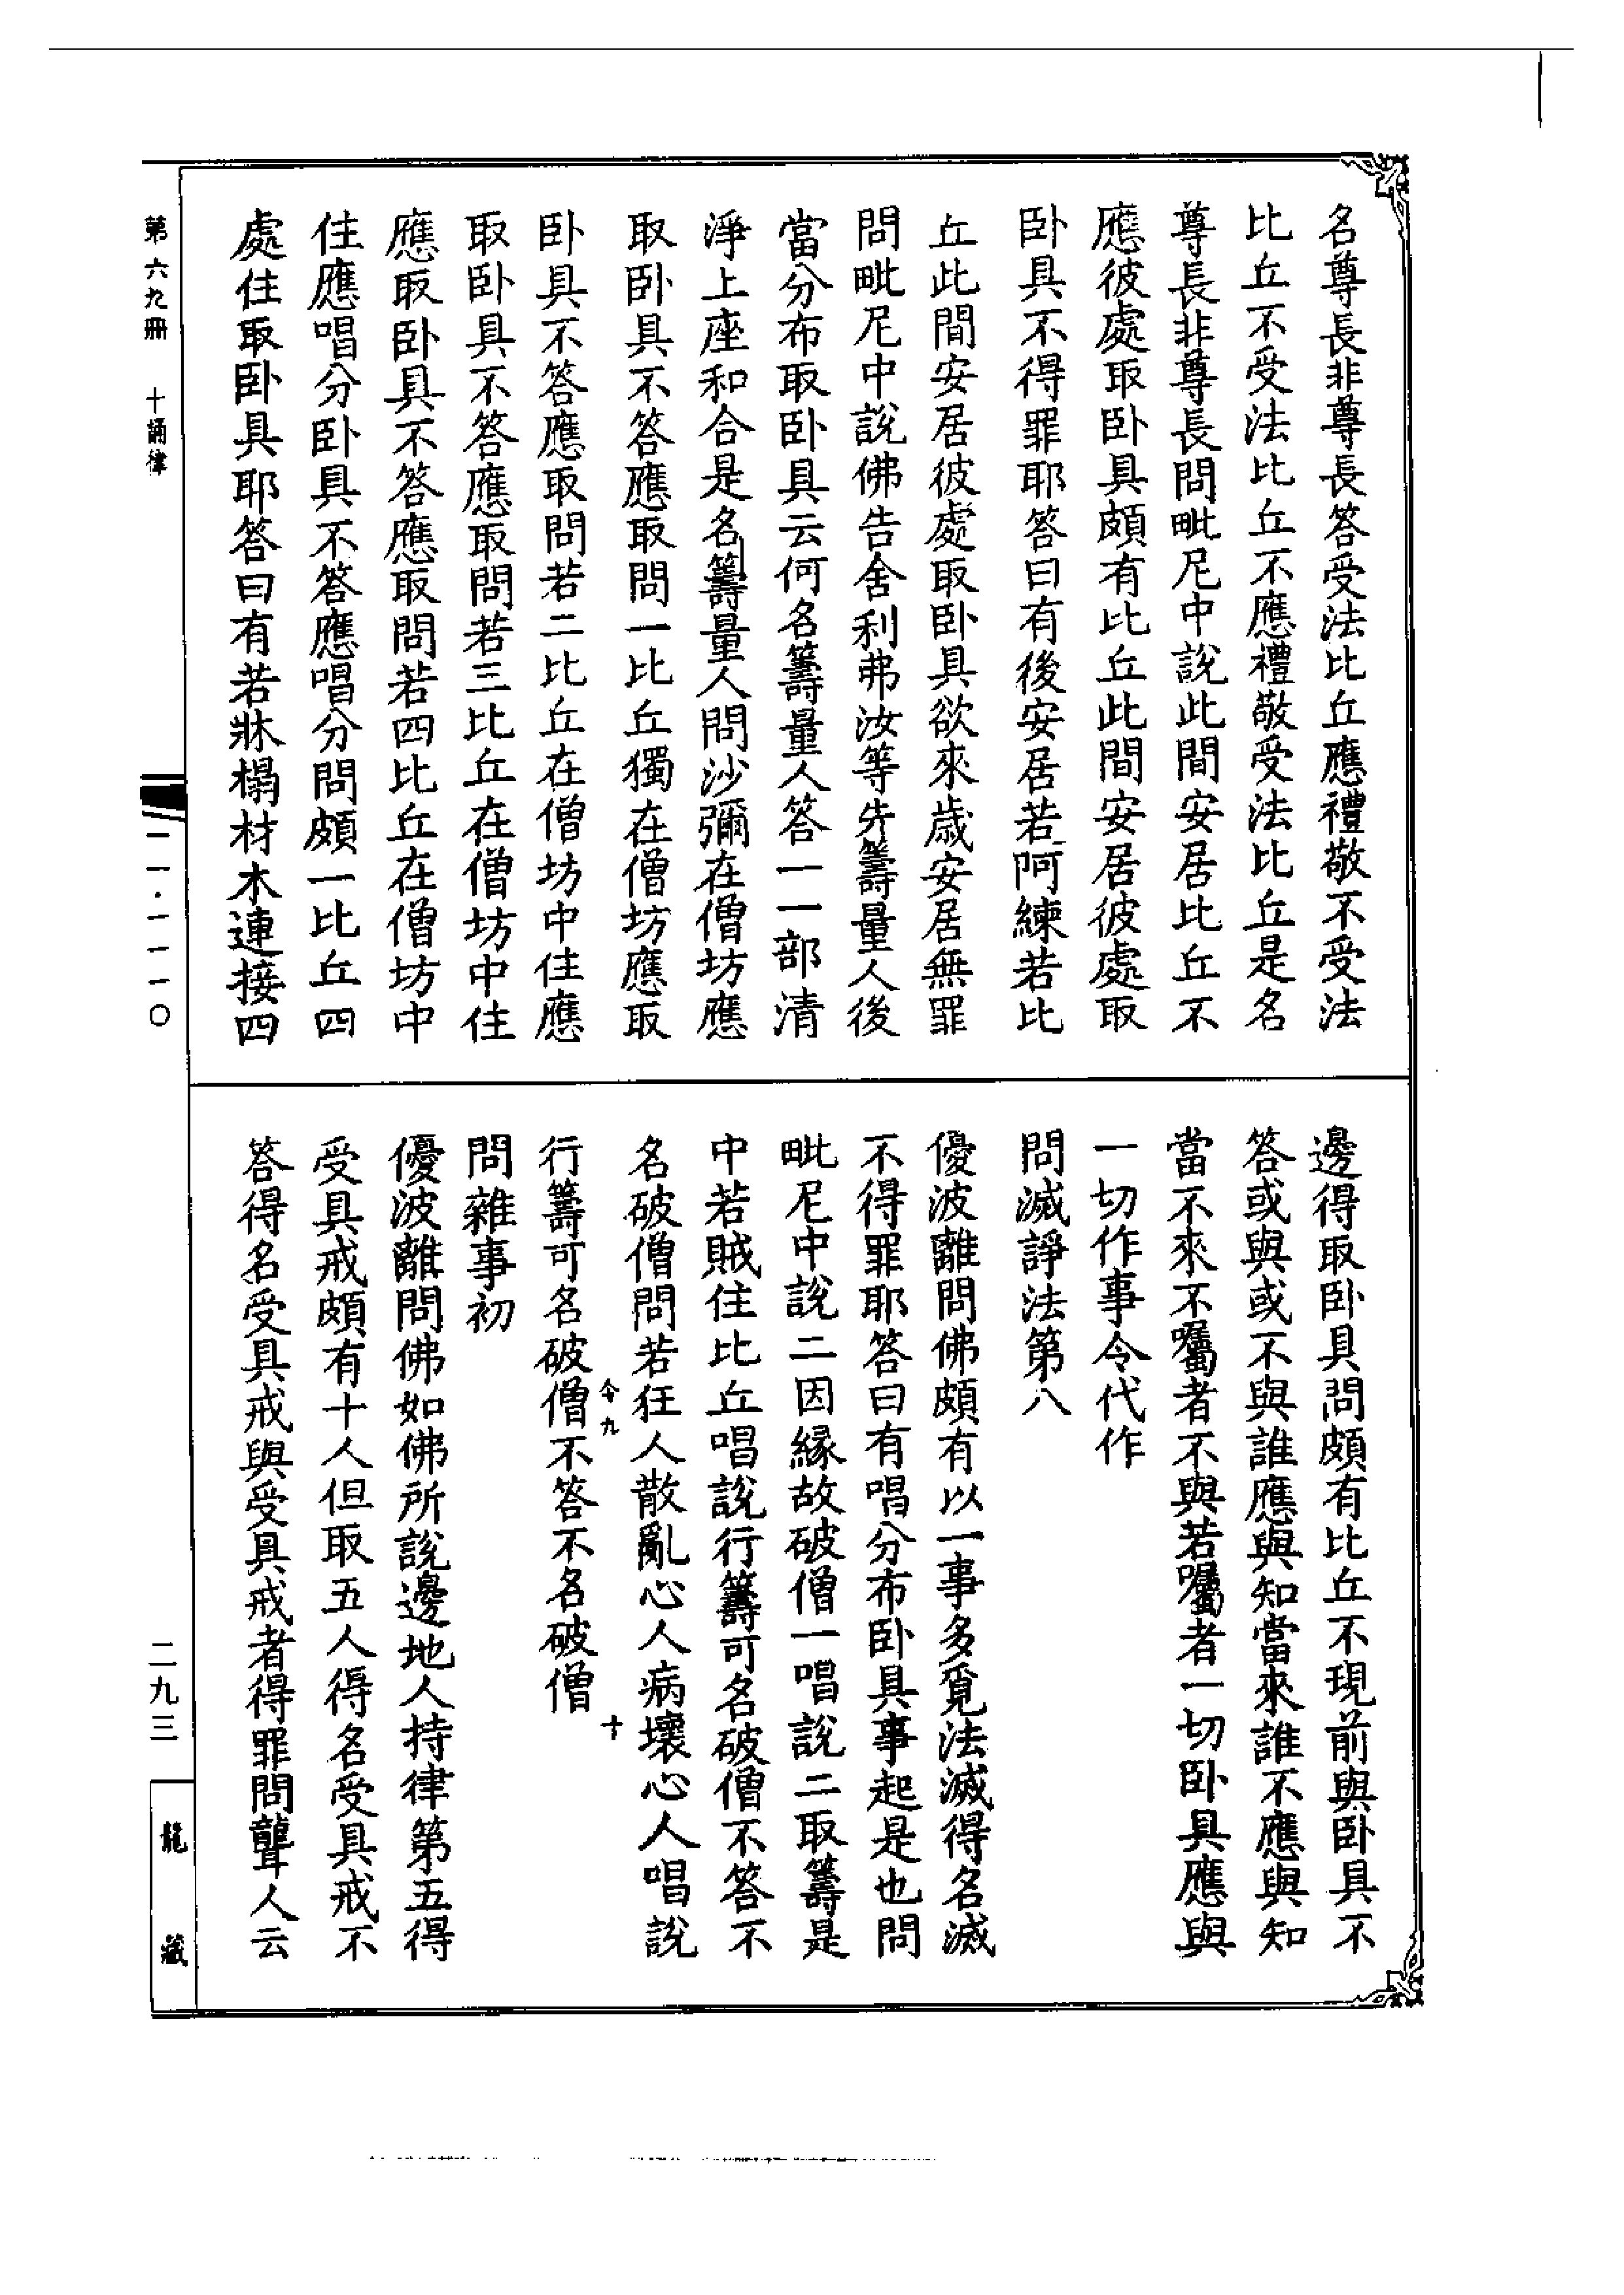 名尊長非尊長答受法比丘應禮敬不受法
比丘不受法比丘不應禮敬受法比丘是名
尊長非尊長問毗尼中說此間安居比丘不
應彼處取卧具頗有比丘此間安居彼處取
卧具不得罪耶答曰有後安居若阿練若比
丘此間安居彼處取卧具欲來歲安居無罪
問毗尼中說佛告舍利弗汝等先籌量人後
當分布取卧具云何名籌量人答一一部清
淨上座和合是名籌量人問沙彌在僧坊應
取卧具不答應取問一比丘獨在僧坊應取
卧具不答應取問若二比丘在僧坊中住應
取卧具不答應取問若三比丘在僧坊中住
應取卧具不答應取問若四比丘在僧坊中
住應唱分卧具不答應唱分問頗一比丘四
處住取卧具耶答曰有若牀榻材木連接四
邊得取卧具問頗有比丘不現前與卧具不
答或與或不與誰應與知當來誰不應與知
當不來不囑者不與若囑者一切卧具應與
一切作事令代作
問滅諍法第八
優波離問佛頗有以一事多覓法滅得名滅
不得罪耶答曰有唱分布卧具事起是也問
毗尼中說二因緣故破僧一唱說二取籌是
中若賊住比丘唱說行籌可名破僧不答不
名破僧問若狂人散亂心人病壞心人唱說
行籌可名破僧不答不名破僧
令九
十
問雜事初
優波離問佛如佛所說邊地人持律第五得
受具戒頗有十人但取五人得名受具戒不
答得名受具戒與受具戒者得罪問聾人云
第六九冊
十誦律
一一·一一一〇
二九三
龍藏